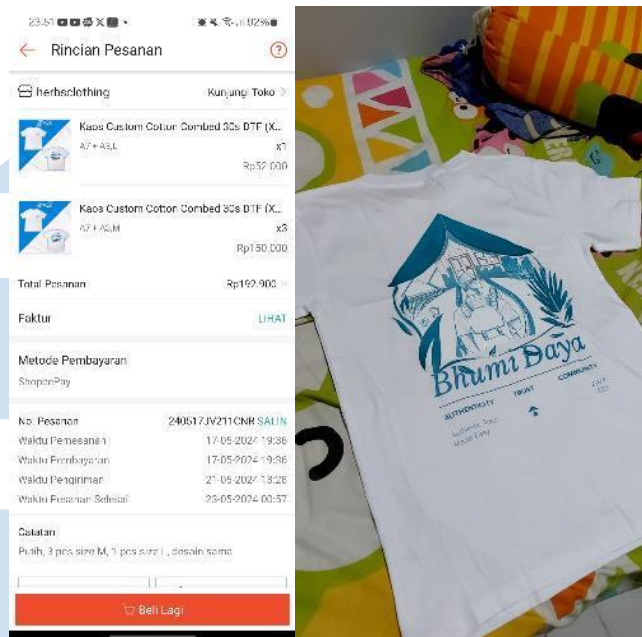 23:51
92%
Rincian Pesanan
?
herbsclothing
Kunjungi Toko >
Kaos Custom Cotton Combed 30s DTF (X...
A7 + A3,L
x1
Rp52.000
Kaos Custom Cotton Combed 30s DTF (X...
A7 + A3,M
x3
Rp150.000
Total Pesanan
Rp192.900
Faktur
LIHAT
Metode Pembayaran
ShopeePay
No. Pesanan
240517JV211CNR SALIN
Waktu Pemesanan
17-05-2024 19:36
Waktu Pembayaran
17-05-2024 19:36
Waktu Pengiriman
21-05-2024 13:28
Waktu Pesanan Selesai
23-05-2024 00:57
Catatan
Putih, 3 pcs size M, 1 pcs size L, desain sama
Beli Lagi
Bhumi Daya
AUTHENTICITY
TRUST
COMMUNITY